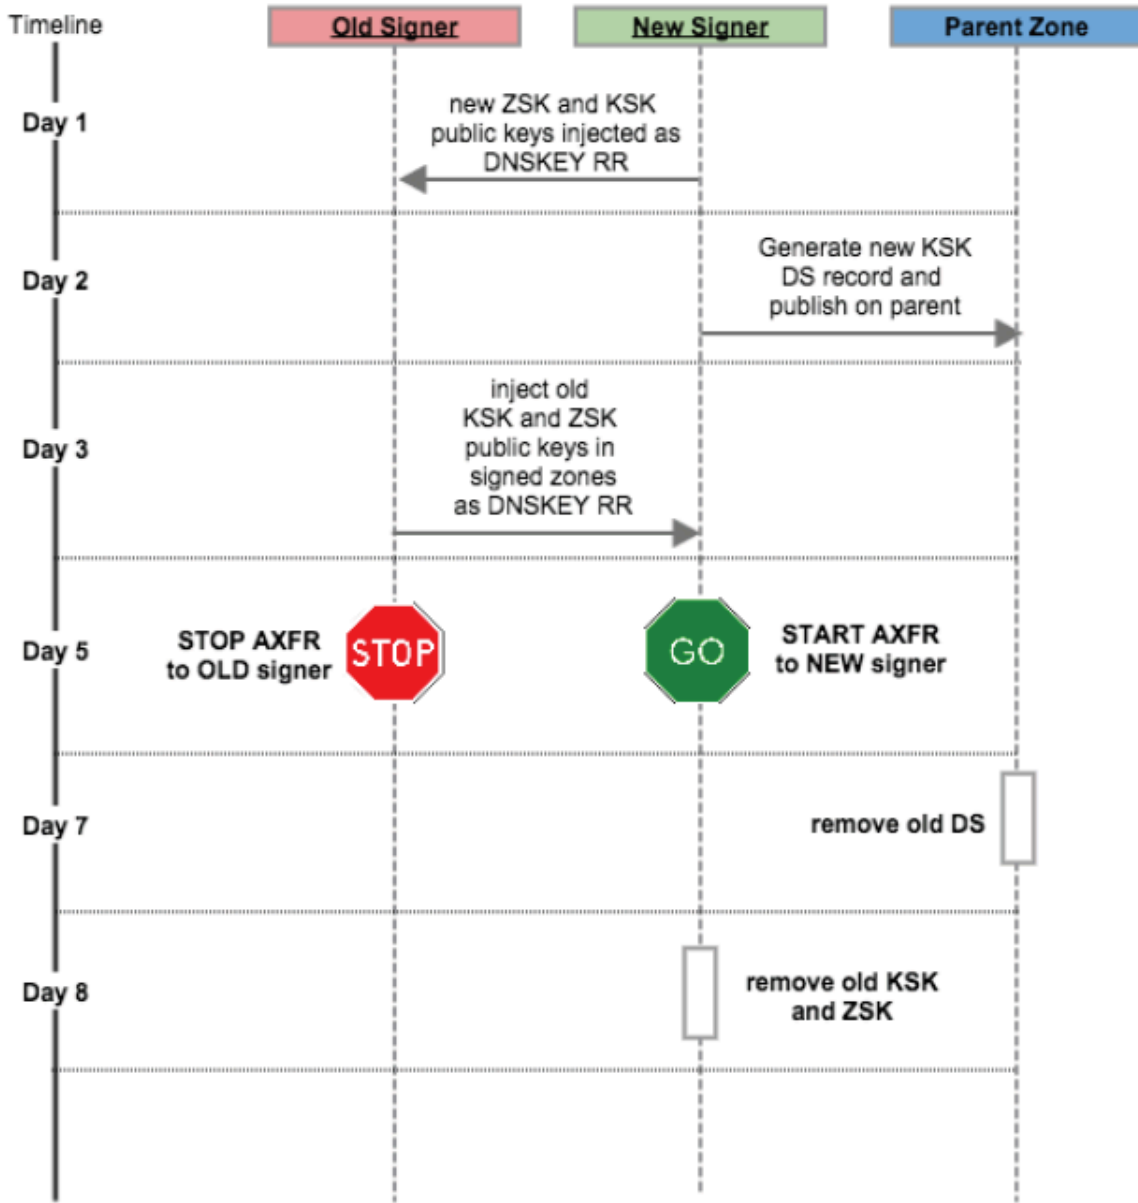 Timeline
Old Signer
New Signer
Parent Zone
Day 1
new ZSK and KSK
public keys injected as
DNSKEY RR
Day 2
Generate new KSK
DS record and
publish on parent
Day 3
inject old
KSK and ZSK
public keys in
signed zones
as DNSKEY RR
Day 5
STOP AXFR
to OLD signer
STOP
GO
START AXFR
to NEW signer
Day 7
remove old DS
Day 8
remove old KSK
and ZSK